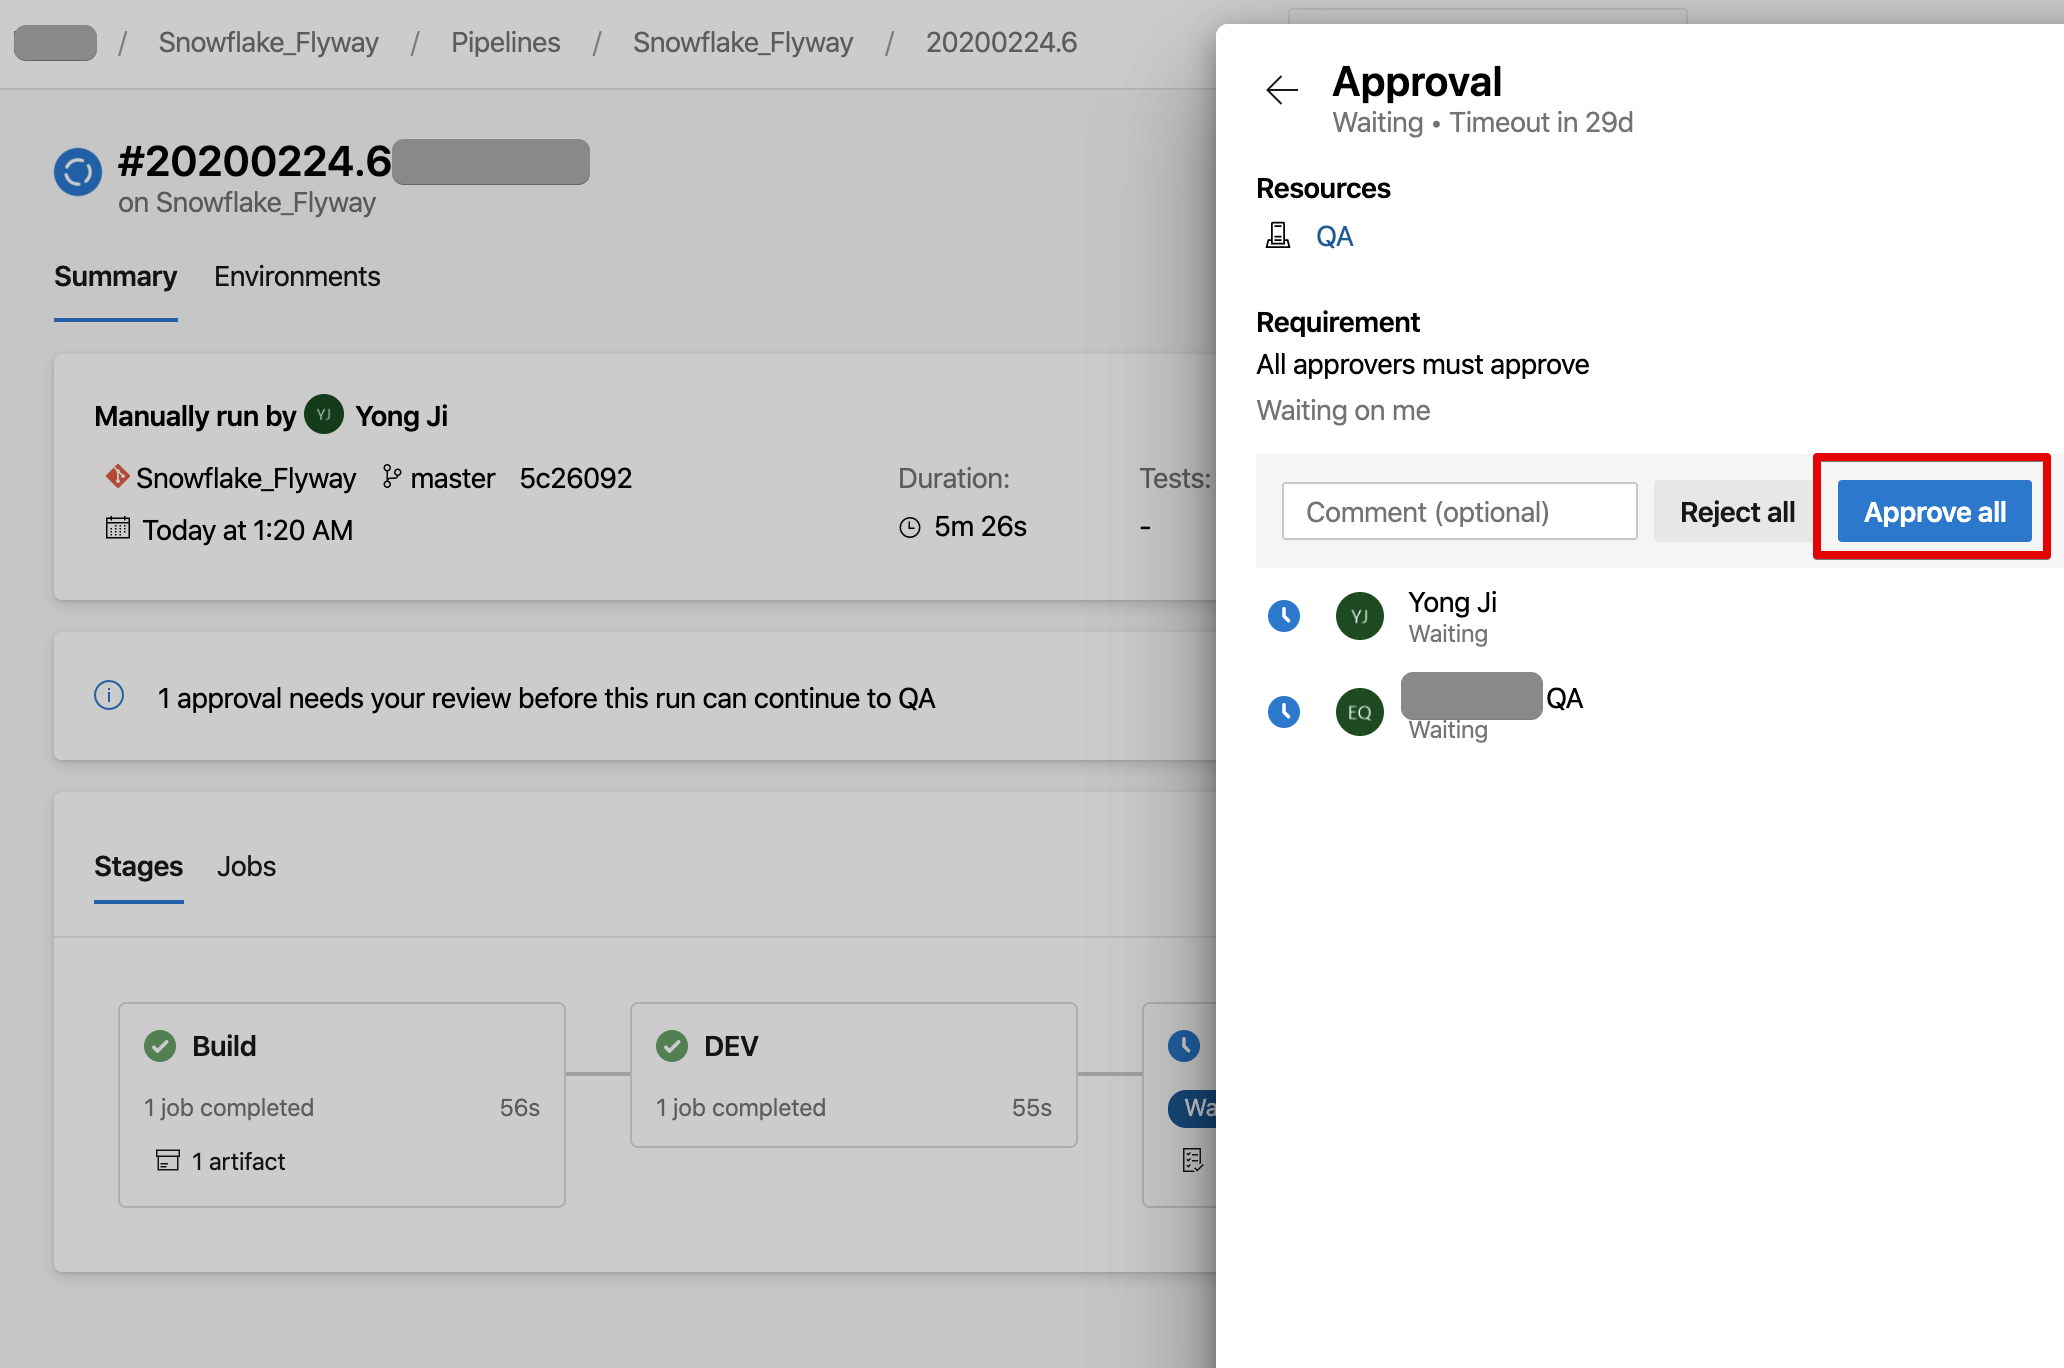 / Snowflake_Flyway / Pipelines / Snowflake_Flyway / 20200224.6
#20200224.6
on Snowflake_Flyway
Summary Environments
Manually run by YJ Yong Ji
Snowflake_Flyway master 5c26092
Today at 1:20 AM
Duration:
5m 26s
Tests:
-
1 approval needs your review before this run can continue to QA
Stages Jobs
Build
1 job completed 56s
1 artifact
DEV
1 job completed 55s
Wa
Approval
Waiting • Timeout in 29d
Resources
QA
Requirement
All approvers must approve
Waiting on me
Comment (optional) Reject all Approve all
YJ Yong Ji
Waiting
EQ QA
Waiting